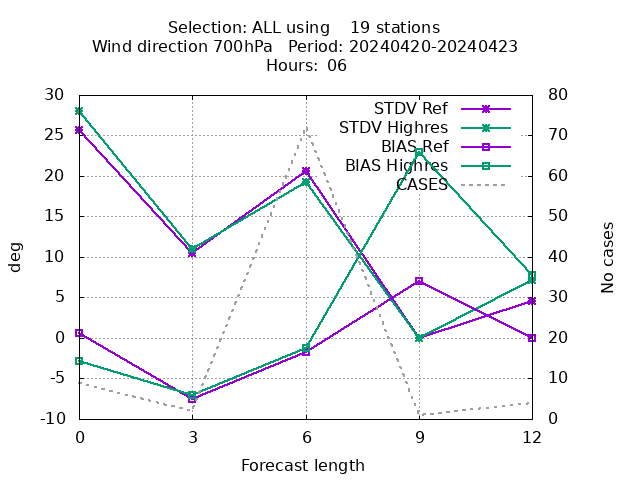 Selection: ALL using    19 stations
Wind direction 700hPa   Period: 20240420-20240423
Hours: 06
30 80
STDV Ref
25 STDV Highres 70
BIAS Ref
20 BIAS Highres 60
CASES
15 50
deg 10 40 No cases
5 30
0 20
-5 10
-10 0
0 3 6 9 12
Forecast length